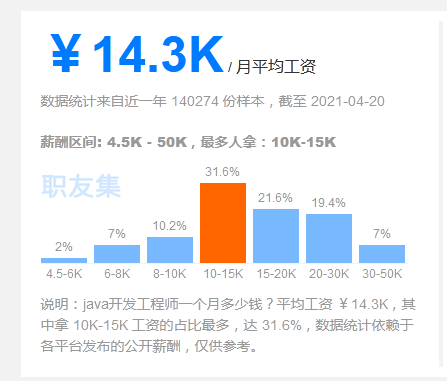 ￥14.3K / 月平均工资
数据统计来自近一年 140274 份样本，截至 2021-04-20
薪酬区间: 4.5K - 50K，最多人拿：10K-15K
职友集
31.6%
21.6%
19.4%
10.2%
7%
7%
2%
4.5-6K 6-8K 8-10K 10-15K 15-20K 20-30K 30-50K
说明：java开发工程师一个月多少钱？平均工资 ￥14.3K，其
中拿 10K-15K 工资的占比最多，达 31.6%，数据统计依赖于
各平台发布的公开薪酬，仅供参考。